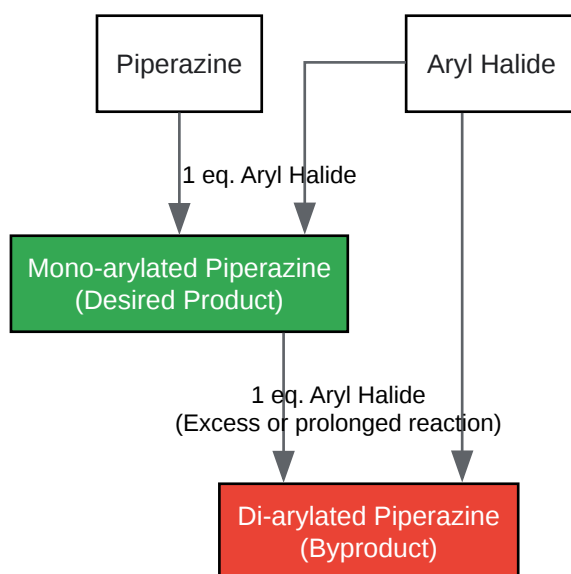 Piperazine
Aryl Halide
1 eq. Aryl Halide
Mono-arylated Piperazine
(Desired Product)
1 eq. Aryl Halide
(Excess or prolonged reaction)
Di-arylated Piperazine
(Byproduct)